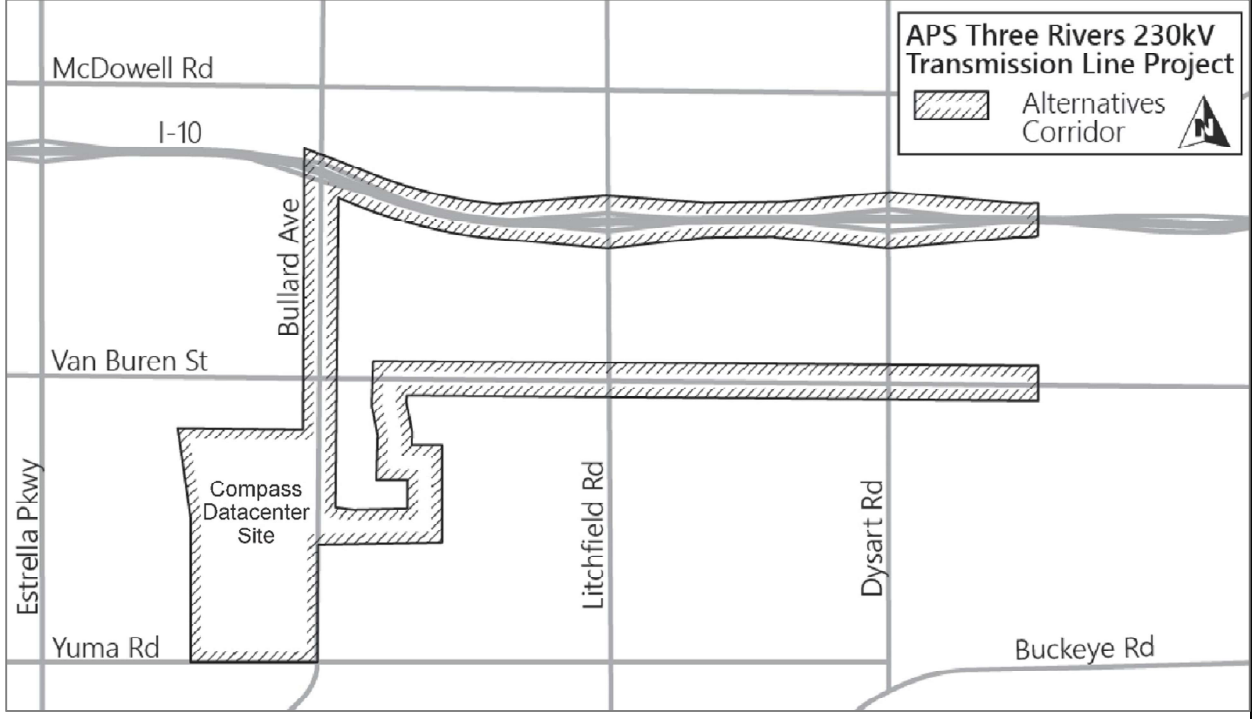 APS Three Rivers 230kV
Transmission Line Project
Alternatives
Corridor
N
McDowell Rd
I-10
Bullard Ave
Van Buren St
Compass
Datacenter
Site
Estrella Pkwy
Litchfield Rd
Dysart Rd
Yuma Rd
Buckeye Rd